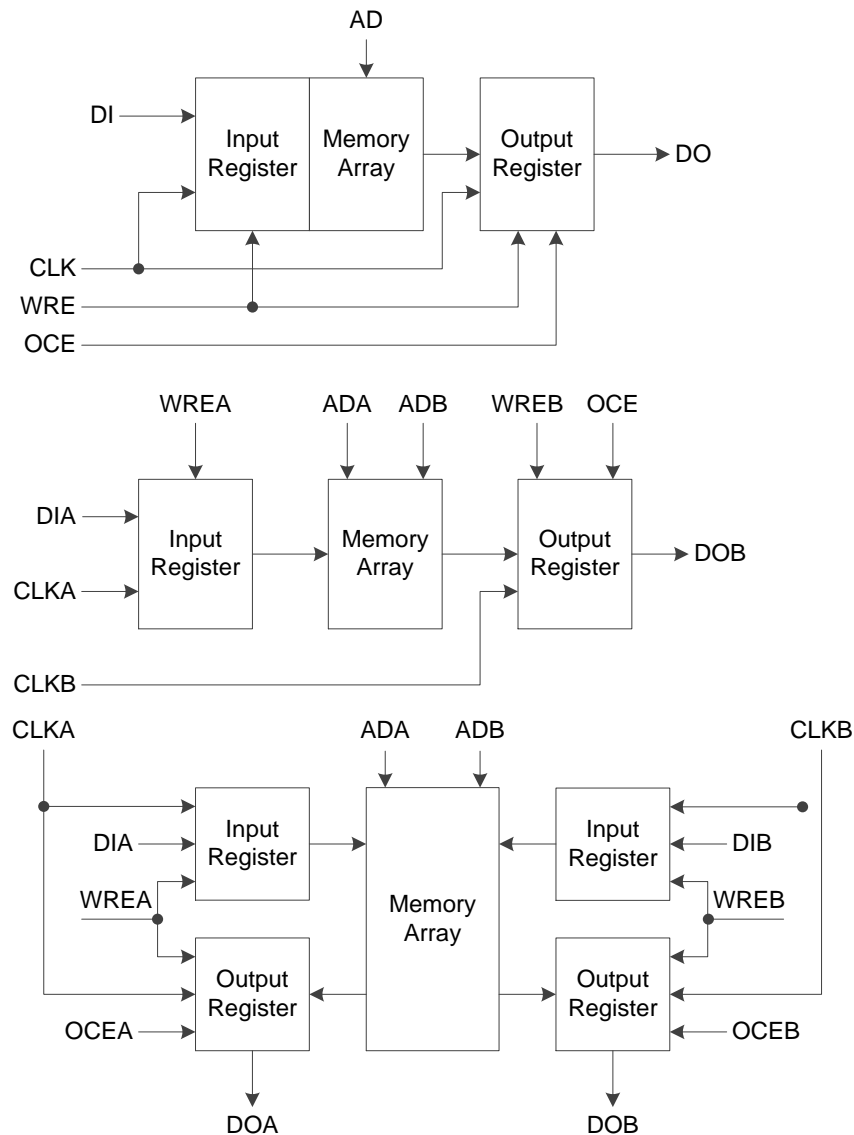 AD
DI
Input
Register
Memory
Array
Output
Register
DO
CLK
WRE
OCE
WREA
ADA
ADB
WREB
OCE
DIA
Input
Register
Memory
Array
Output
Register
DOB
CLKA
CLKB
CLKA
ADA
ADB
CLKB
DIA
Input
Register
Input
Register
DIB
WREA
Memory
Array
WREB
Output
Register
Output
Register
OCEA
OCEB
DOA
DOB